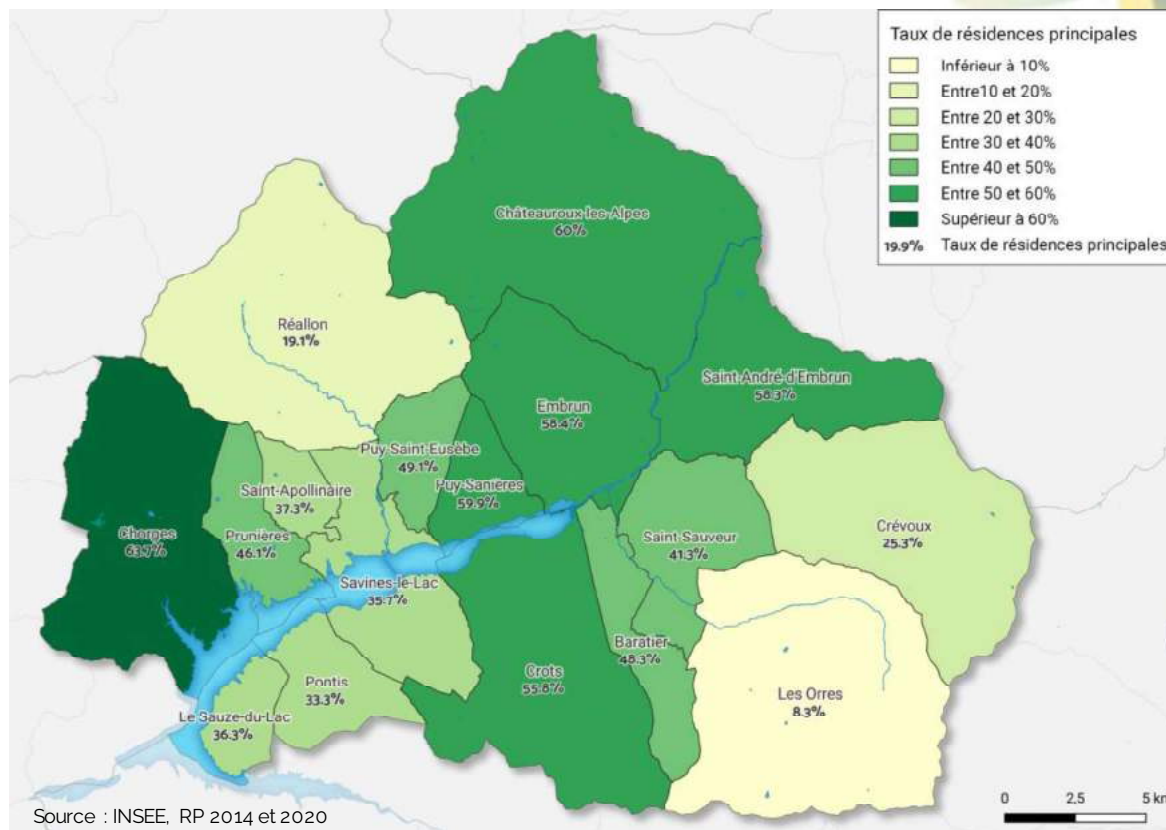 Taux de résidences principales
Inférieur à 10%
Entre10 et 20%
Entre 20 et 30%
Entre 30 et 40%
Entre 40 et 50%
Entre 50 et 60%
Supérieur à 60%
19.9% Taux de résidences principales
Châteauroux-les-Alpes
60%
Réallon
19.1%
Saint-André-d'Embrun
58.3%
Embrun
58.4%
Puy-Saint-Eusèbe
49.1%
Puy-Sanières
59.9%
Saint-Apollinaire
37.3%
Chorges
63.7%
Prunières
46.1%
Saint-Sauveur
41.3%
Crévoux
25.3%
Savines-le-Lac
35.7%
Baratier
48.3%
Crots
55.8%
Pontis
33.3%
Les Orres
8.3%
Le Sauze-du-Lac
36.3%
0 2.5 5 km
Source : INSEE, RP 2014 et 2020